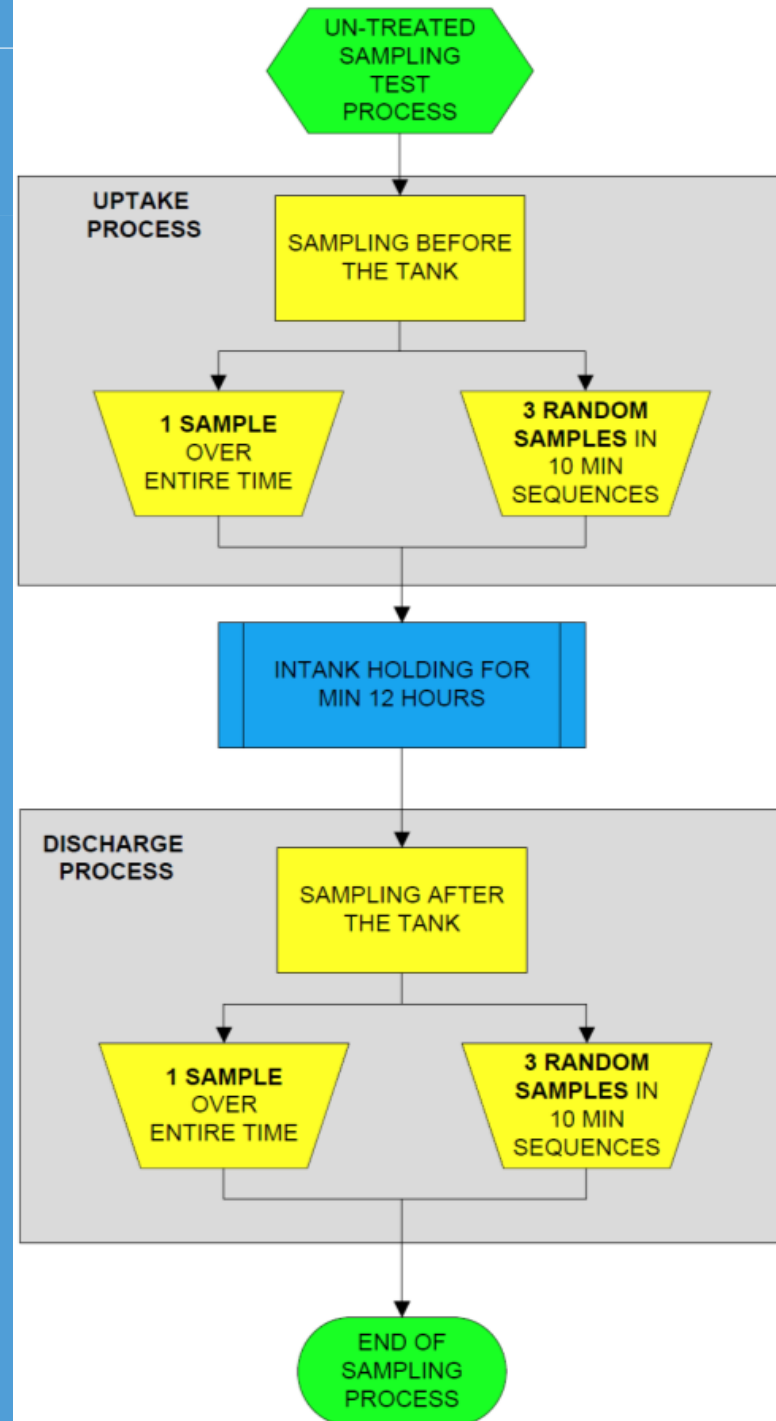 UN-TREATED
SAMPLING
TEST
PROCESS
UPTAKE
PROCESS
SAMPLING BEFORE
THE TANK
1 SAMPLE
OVER
ENTIRE TIME
3 RANDOM
SAMPLES IN
10 MIN
SEQUENCES
INTANK HOLDING FOR
MIN 12 HOURS
DISCHARGE
PROCESS
SAMPLING AFTER
THE TANK
1 SAMPLE
OVER
ENTIRE TIME
3 RANDOM
SAMPLES IN
10 MIN
SEQUENCES
END OF
SAMPLING
PROCESS